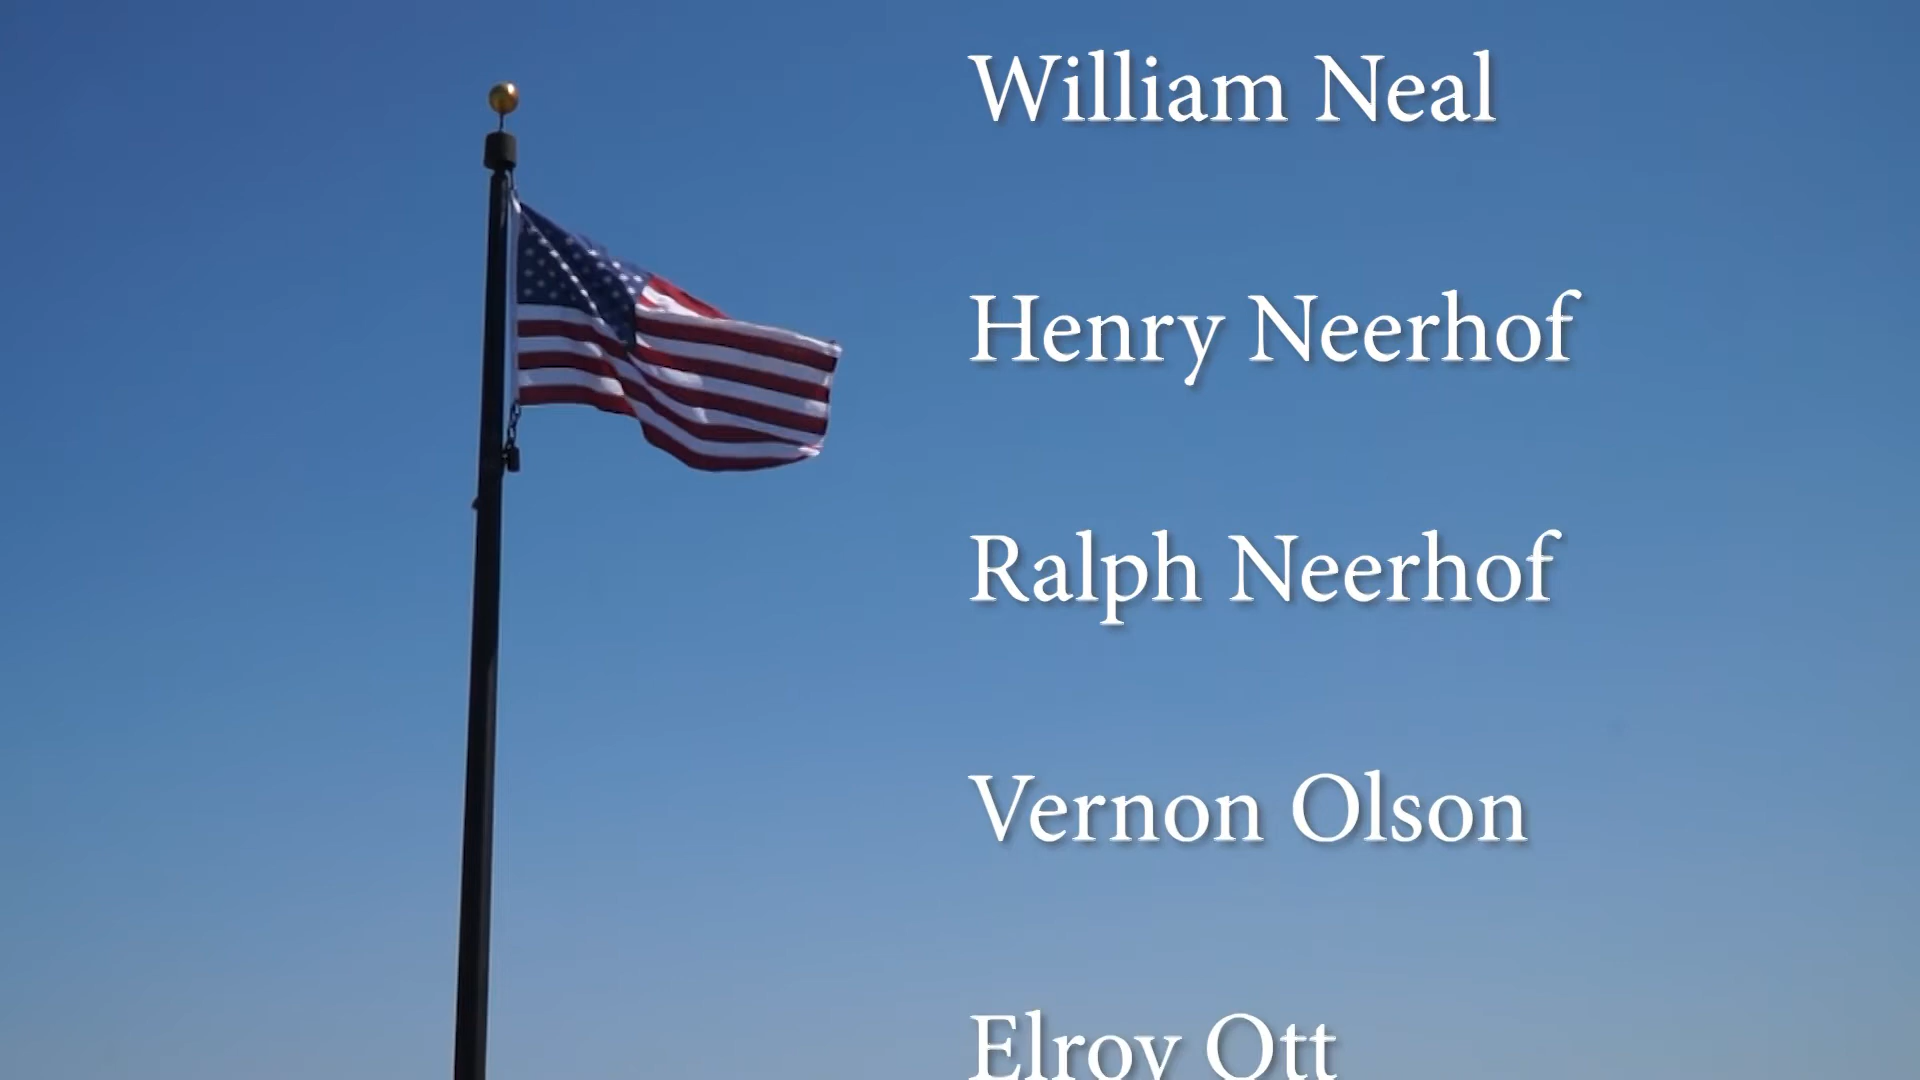 William Neal
Henry Neerhof
Ralph Neerhof
Vernon Olson
Elroy Ott